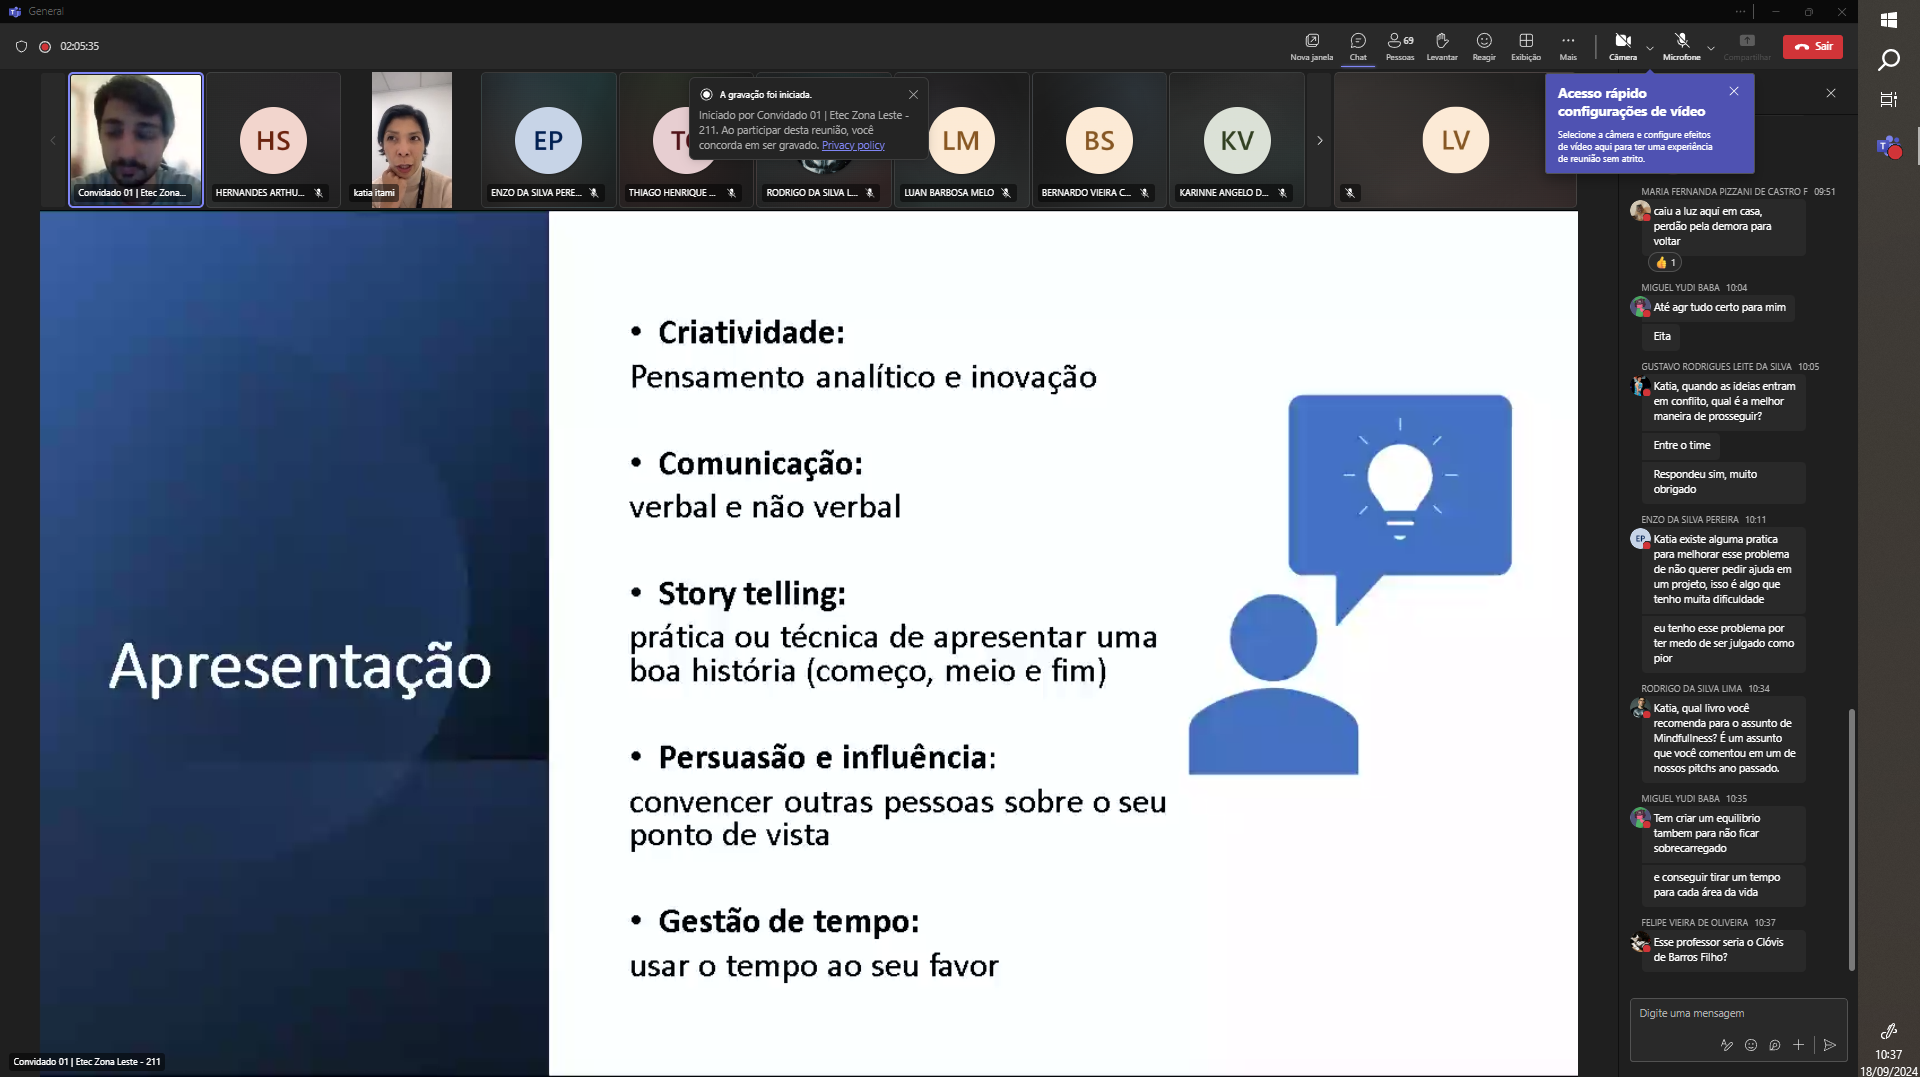 General
02:05:35
Nova janela
Chat
69
Pessoas
Levantar
Reagir
Exibição
Mais
Câmera
Microfone
Compartilhar
Sair
HS
EP
LM
BS
KV
LV
Convidado 01 | Etec Zona...
HERNANDES ARTHU...
katia itami
ENZO DA SILVA PERE...
THIAGO HENRIQUE ...
RODRIGO DA SILVA L...
LUAN BARBOSA MELO
BERNARDO VIEIRA C...
KARINNE ANGELO D...
A gravação foi iniciada.
Iniciado por Convidado 01 | Etec Zona Leste -
211. Ao participar desta reunião, você
concorda em ser gravado. Privacy policy
Acesso rápido
configurações de vídeo
Selecione a câmera e configure efeitos
de vídeo aqui para ter uma experiência
de reunião sem atrito.
Apresentação
• Criatividade:
Pensamento analítico e inovação
• Comunicação:
verbal e não verbal
• Story telling:
prática ou técnica de apresentar uma
boa história (começo, meio e fim)
• Persuasão e influência:
convencer outras pessoas sobre o seu
ponto de vista
• Gestão de tempo:
usar o tempo ao seu favor
Convidado 01 | Etec Zona Leste - 211
MARIA FERNANDA PIZZANI DE CASTRO F 09:51
caiu a luz aqui em casa,
perdão pela demora para
voltar
👍 1
MIGUEL YUDI BABA 10:04
Até agr tudo certo para mim
Eita
GUSTAVO RODRIGUES LEITE DA SILVA 10:05
Katia, quando as ideias entram
em conflito, qual é a melhor
maneira de prosseguir?
Entre o time
Respondeu sim, muito
obrigado
ENZO DA SILVA PEREIRA 10:11
EP
Katia existe alguma pratica
para melhorar esse problema
de não querer pedir ajuda em
um projeto, isso é algo que
tenho muita dificuldade
eu tenho esse problema por
ter medo de ser julgado como
pior
RODRIGO DA SILVA LIMA 10:34
Katia, qual livro você
recomenda para o assunto de
Mindfullness? É um assunto
que você comentou em um de
nossos pitchs ano passado.
MIGUEL YUDI BABA 10:35
Tem criar um equilibrio
tambem para não ficar
sobrecarregado
e conseguir tirar um tempo
para cada área da vida
FELIPE VIEIRA DE OLIVEIRA 10:37
Esse professor seria o Clóvis
de Barros Filho?
Digite uma mensagem
10:37
18/09/2024